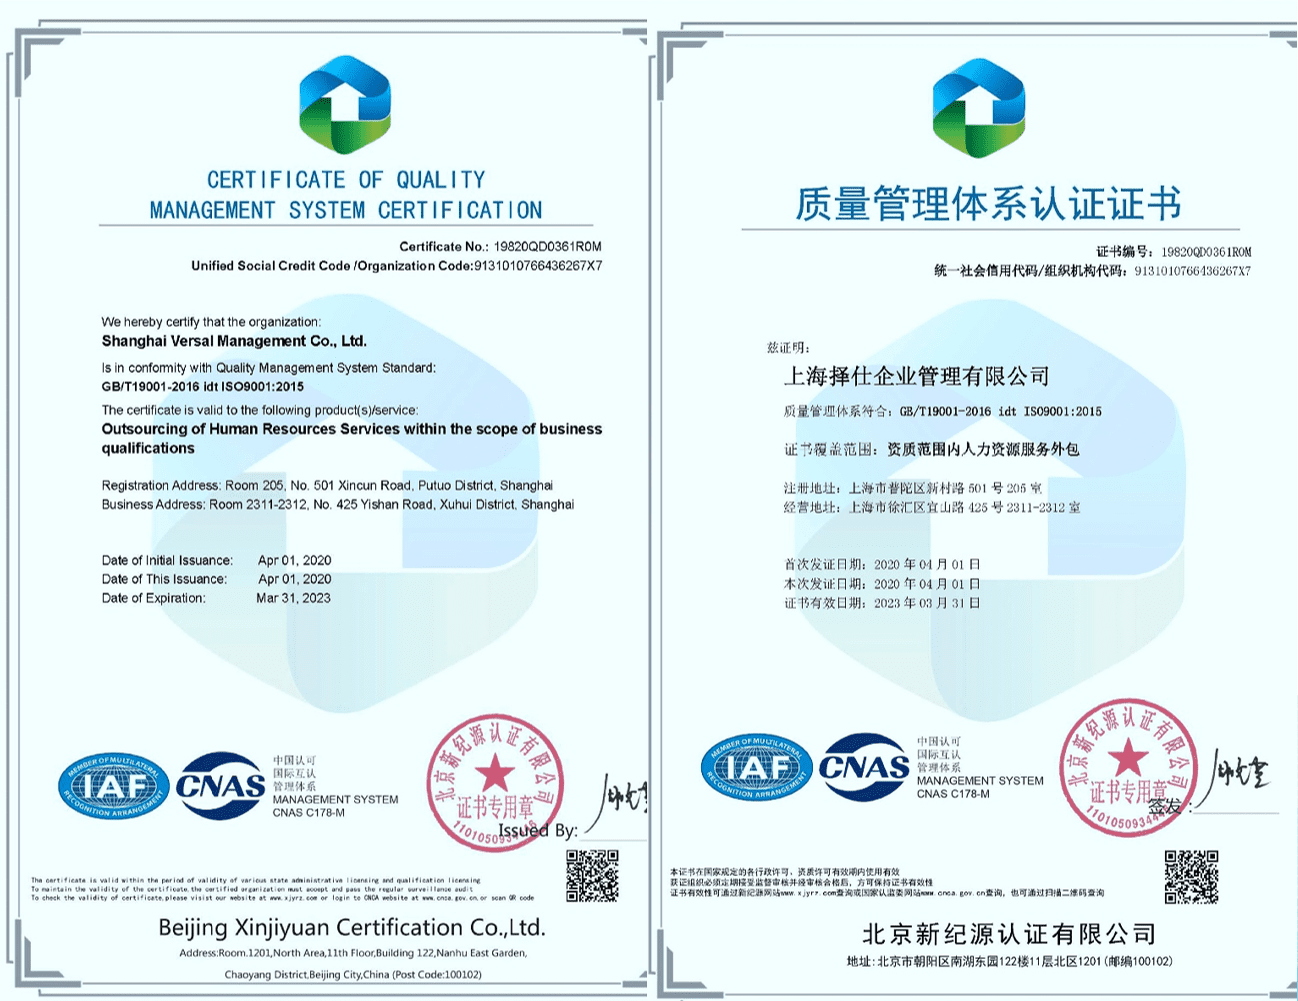 CERTIFICATE OF QUALITY
MANAGEMENT SYSTEM CERTIFICATION
Certificate No.: 19820QD0361R0M
Unified Social Credit Code /Organization Code:9131010766436267X7
We hereby certify that the organization:
Shanghai Versal Management Co., Ltd.
Is in conformity with Quality Management System Standard:
GB/T19001-2016 idt ISO9001:2015
The certificate is valid to the following product(s)/service:
Outsourcing of Human Resources Services within the scope of business
qualifications
Registration Address: Room 205, No. 501 Xincun Road, Putuo District, Shanghai
Business Address: Room 2311-2312, No. 425 Yishan Road, Xuhui District, Shanghai
Date of Initial Issuance: Apr 01, 2020
Date of This Issuance: Apr 01, 2020
Date of Expiration: Mar 31, 2023
MEMBER OF MULTILATERAL
IAF
RECOGNITION ARRANGEMENT
CNAS
中国认可
国际互认
管理体系
MANAGEMENT SYSTEM
CNAS C178-M
北京新纪源认证有限公司
证书专用章
Issued By:
The certificate is valid within the period of validity of various state administrative licensing and qualification licensing
To maintain the validity of the certificate,the certified organization must accept and pass the regular surveillance audit
To check the validity of certificate,please visist our website at www.xjyrz.com or login to CNCA website at www.cnca.gov.cn.or scan QR code
Beijing Xinjiyuan Certification Co.,Ltd.
Address:Room.1201,North Area,11th Floor,Building 122,Nanhu East Garden,
Chaoyang District,Beijing City,China (Post Code:100102)
质量管理体系认证证书
证书编号：19820QD0361R0M
统一社会信用代码/组织机构代码：9131010766436267X7
兹证明：
上海择仕企业管理有限公司
质量管理体系符合：GB/T19001-2016 idt ISO9001:2015
证书覆盖范围：资质范围内人力资源服务外包
注册地址：上海市普陀区新村路 501 号 205 室
经营地址：上海市徐汇区宜山路 425 号 2311-2312 室
首次发证日期：2020 年 04 月 01 日
本次发证日期：2020 年 04 月 01 日
证书有效日期：2023 年 03 月 31 日
MEMBER OF MULTILATERAL
IAF
RECOGNITION ARRANGEMENT
CNAS
中国认可
国际互认
管理体系
MANAGEMENT SYSTEM
CNAS C178-M
北京新纪源认证有限公司
证书专用章
签发：
本证书在国家规定的各行政许可、资质许可有效期内使用有效
获证组织必须定期接受监督审核并经审核合格后，方可保持证书有效性
证书有效性可通过新纪源网站www.xjyrz.com查询或国家认监委网站www.cnca.gov.cn查询，也可通过扫描二维码查询
北京新纪源认证有限公司
地址:北京市朝阳区南湖东园122楼11层北区1201(邮编100102)